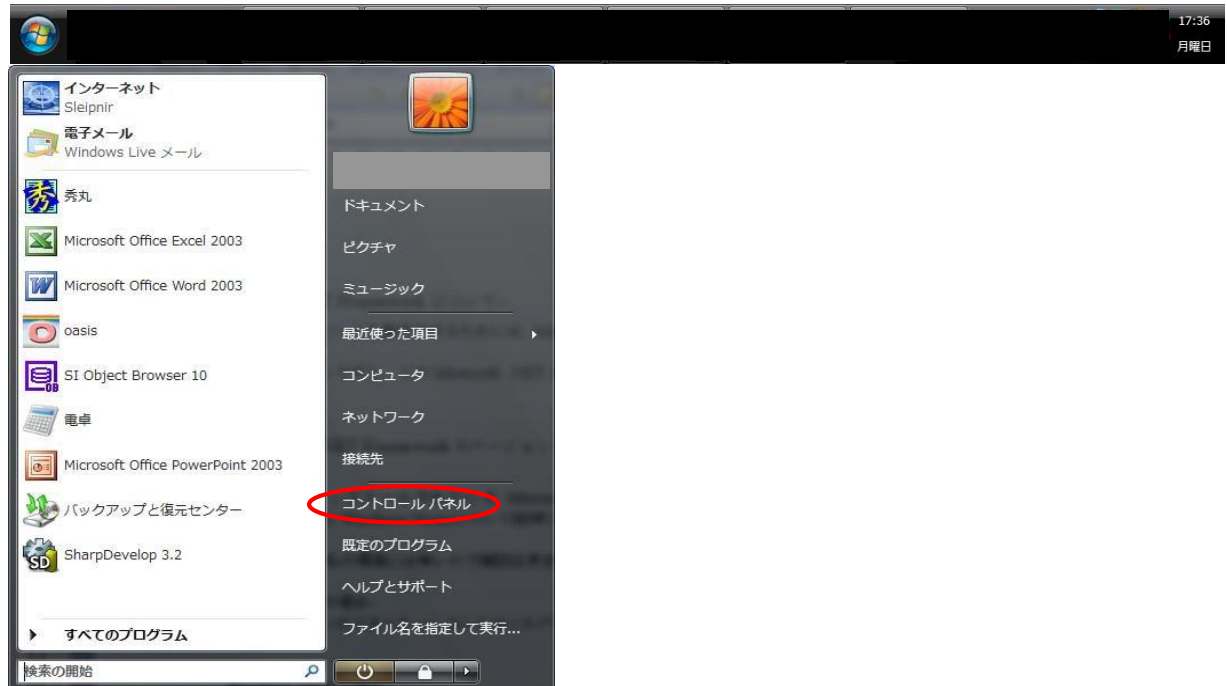 17:36
月曜日
インターネット
Sleipnir
電子メール
Windows Live メール
秀丸
Microsoft Office Excel 2003
Microsoft Office Word 2003
oasis
SI Object Browser 10
電卓
Microsoft Office PowerPoint 2003
バックアップと復元センター
SharpDevelop 3.2
すべてのプログラム
検索の開始
ドキュメント
ピクチャ
ミュージック
最近使った項目
コンピュータ
ネットワーク
接続先
コントロール パネル
既定のプログラム
ヘルプとサポート
ファイル名を指定して実行...